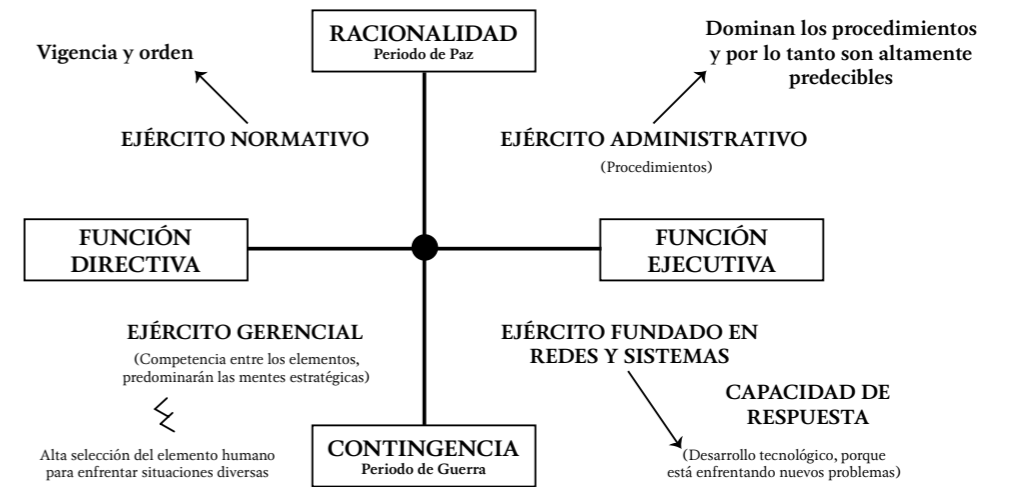 RACIONALIDAD
Periodo de Paz
Vigencia y orden
Dominan los procedimientos
y por lo tanto son altamente
predecibles
EJÉRCITO NORMATIVO
EJÉRCITO ADMINISTRATIVO
(Procedimientos)
FUNCIÓN
DIRECTIVA
FUNCIÓN
EJECUTIVA
EJÉRCITO GERENCIAL
(Competencia entre los elementos,
predominarán las mentes estratégicas)
EJÉRCITO FUNDADO EN
REDES Y SISTEMAS
CAPACIDAD DE
RESPUESTA
Alta selección del elemento humano
para enfrentar situaciones diversas
CONTINGENCIA
Periodo de Guerra
(Desarrollo tecnológico, porque
está enfrentando nuevos problemas)